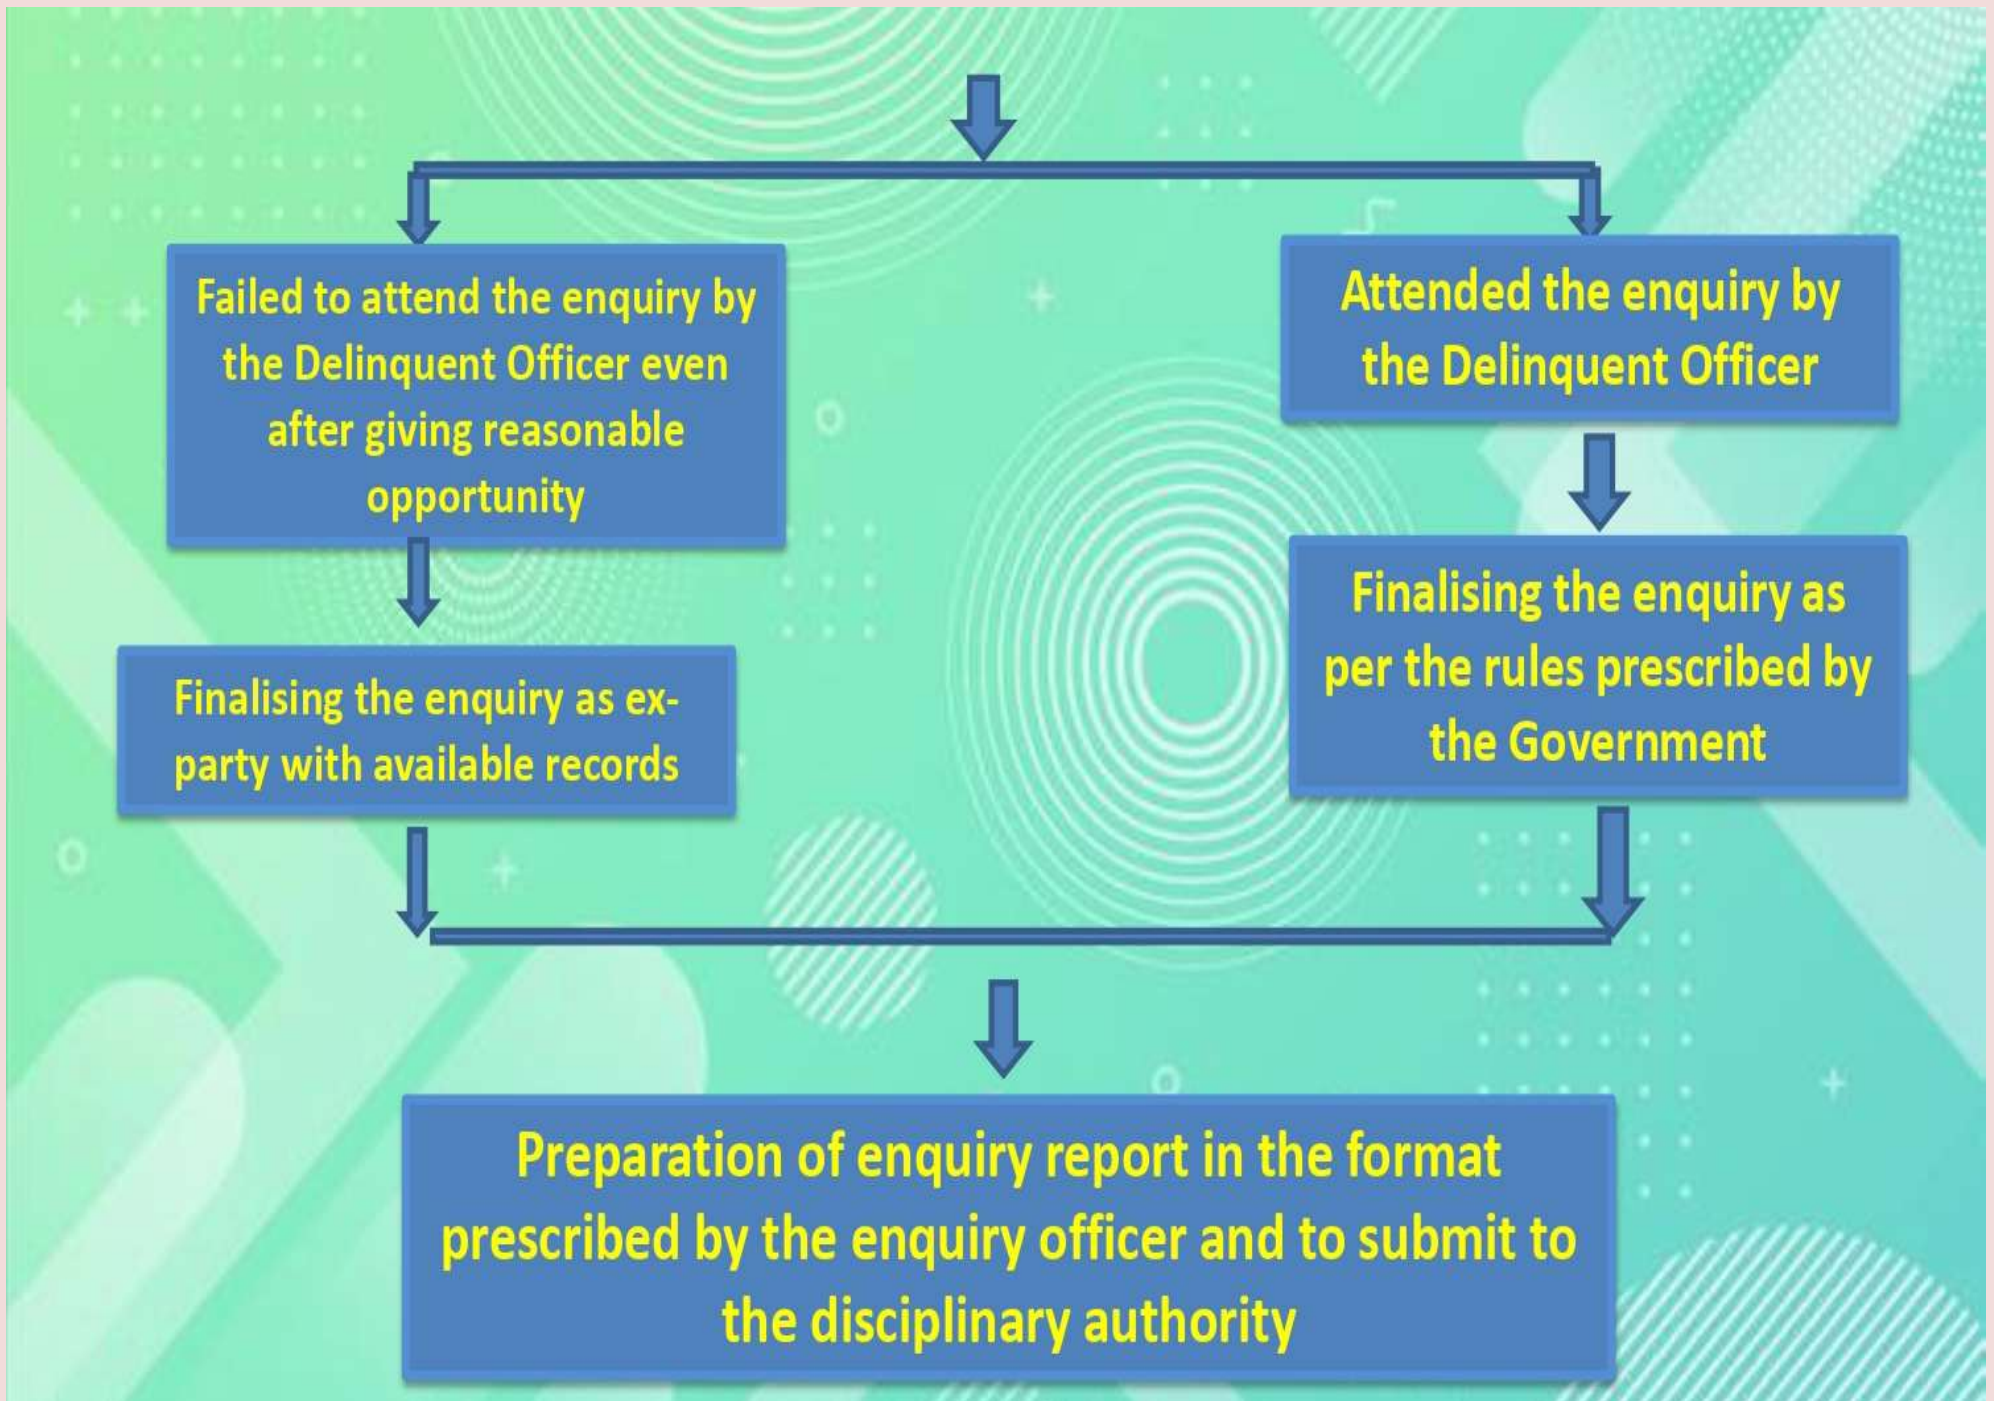 Failed to attend the enquiry by
the Delinquent Officer even
after giving reasonable
opportunity
Finalising the enquiry as ex-
party with available records
Attended the enquiry by
the Delinquent Officer
Finalising the enquiry as
per the rules prescribed by
the Government
Preparation of enquiry report in the format
prescribed by the enquiry officer and to submit to
the disciplinary authority